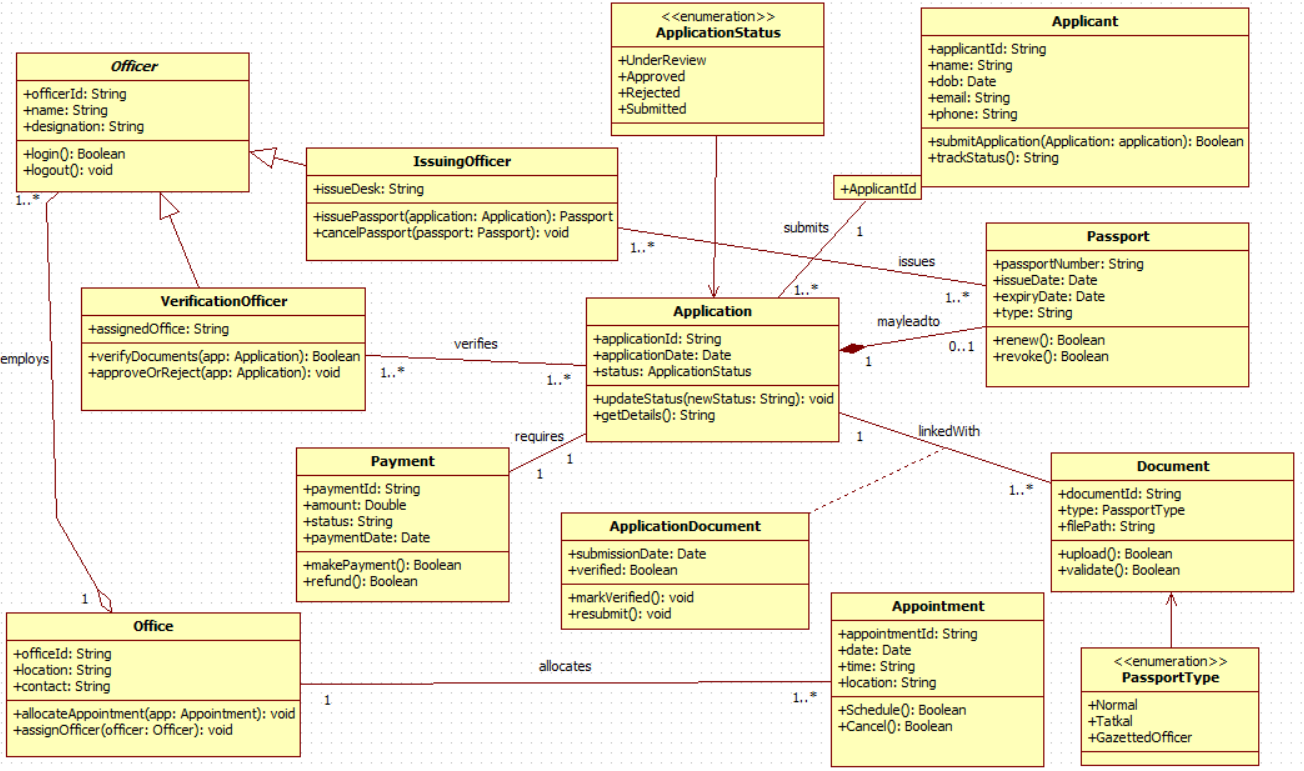 <<enumeration>>
ApplicationStatus
+UnderReview
+Approved
+Rejected
+Submitted
Applicant
+applicantId: String
+name: String
+dob: Date
+email: String
+phone: String
+submitApplication(Application: application): Boolean
+trackStatus(): String
+ApplicantId
Officer
+officerId: String
+name: String
+designation: String
+login(): Boolean
+logout(): void
1..*
IssuingOfficer
+issueDesk: String
+issuePassport(application: Application): Passport
+cancelPassport(passport: Passport): void
1..*
issues
1..*
submits
1
1..*
Passport
+passportNumber: String
+issueDate: Date
+expiryDate: Date
+type: String
+renew(): Boolean
+revoke(): Boolean
VerificationOfficer
+assignedOffice: String
+verifyDocuments(app: Application): Boolean
+approveOrReject(app: Application): void
verifies
1..*
1..*
Application
+applicationId: String
+applicationDate: Date
+status: ApplicationStatus
+updateStatus(newStatus: String): void
+getDetails(): String
mayleadto
1
0..1
employs
requires
1
1
Payment
+paymentId: String
+amount: Double
+status: String
+paymentDate: Date
+makePayment(): Boolean
+refund(): Boolean
linkedWith
1
1..*
Document
+documentId: String
+type: PassportType
+filePath: String
+upload(): Boolean
+validate(): Boolean
ApplicationDocument
+submissionDate: Date
+verified: Boolean
+markVerified(): void
+resubmit(): void
1
Office
+officeId: String
+location: String
+contact: String
+allocateAppointment(app: Appointment): void
+assignOfficer(officer: Officer): void
allocates
1
1..*
Appointment
+appointmentId: String
+date: Date
+time: String
+location: String
+Schedule(): Boolean
+Cancel(): Boolean
<<enumeration>>
PassportType
+Normal
+Tatkal
+GazettedOfficer